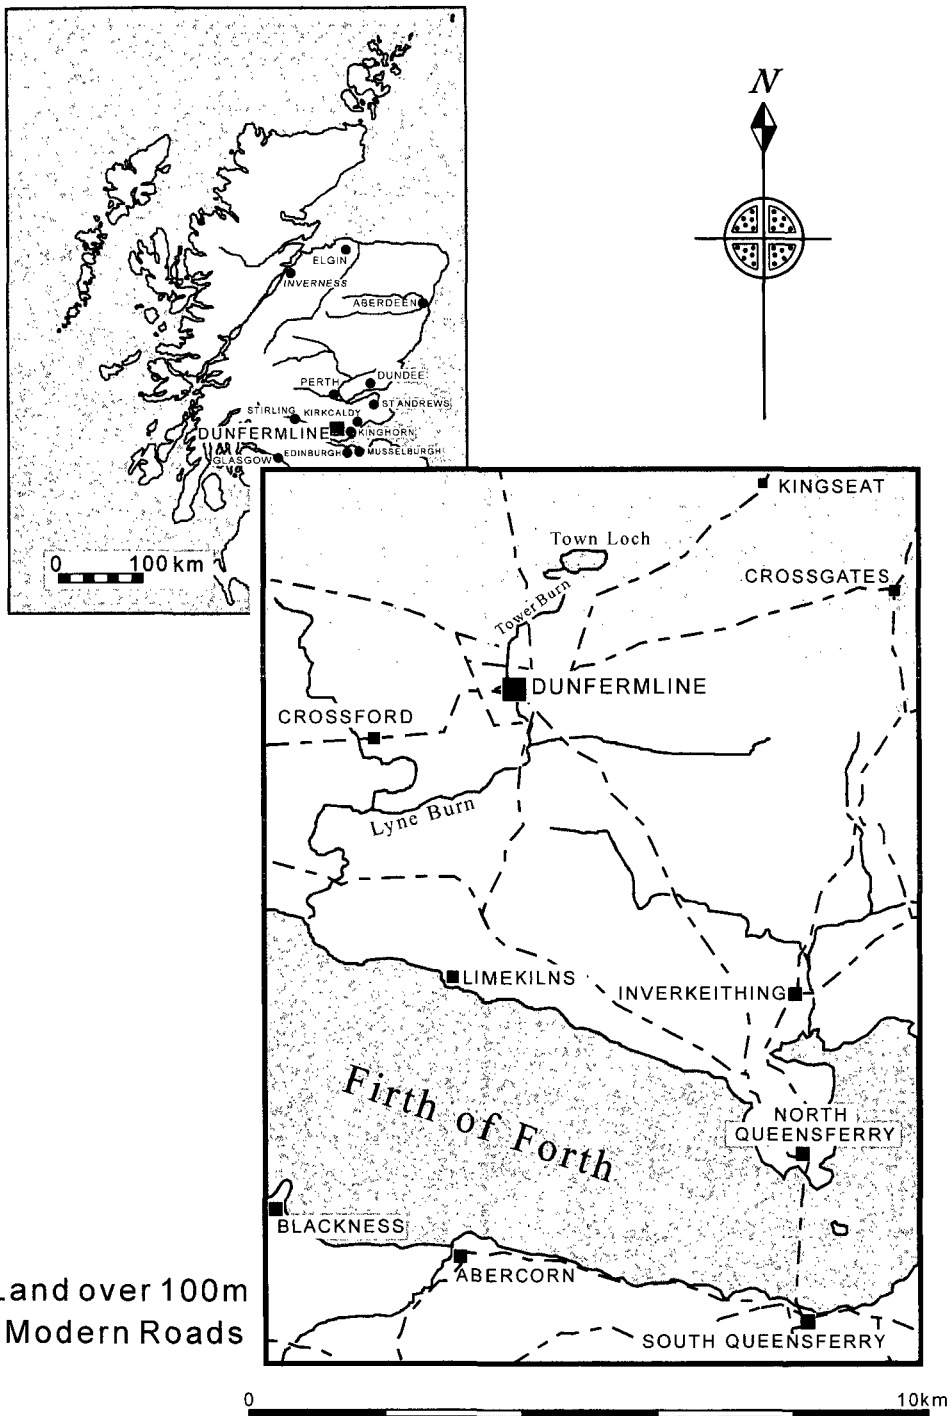 N
ELGIN
INVERNESS
ABERDEEN
DUNDEE
PERTH
ST ANDREWS
STIRLING
KIRKCALDY
DUNFERMLINE
KINGHORN
GLASGOW
EDINBURGH
MUSSELBURGH
0 100 km
KINGSEAT
Town Loch
CROSSGATES
Tower Burn
DUNFERMLINE
CROSSFORD
Lyne Burn
LIMEKILNS
INVERKEITHING
Firth of Forth
NORTH
QUEENSFERRY
BLACKNESS
ABERCORN
SOUTH QUEENSFERRY
and over 100m
Modern Roads
0 10km